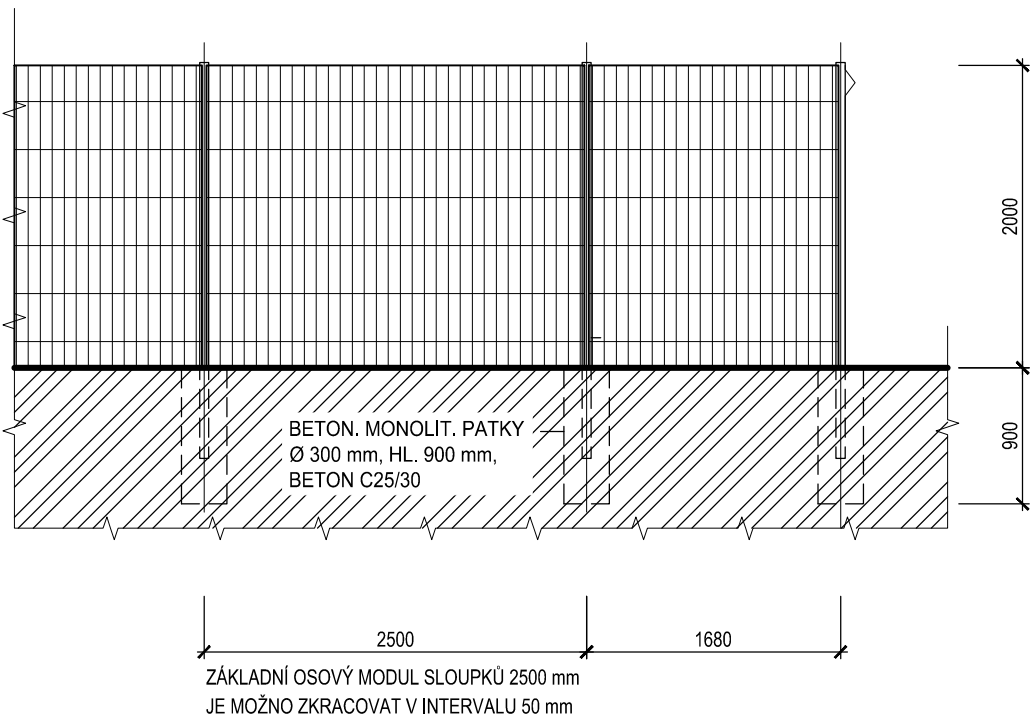 2000
BETON. MONOLIT. PATKY
Ø 300 mm, HL. 900 mm,
BETON C25/30
900
2500
1680
ZÁKLADNÍ OSOVÝ MODUL SLOUPKŮ 2500 mm
JE MOŽNO ZKRACOVAT V INTERVALU 50 mm